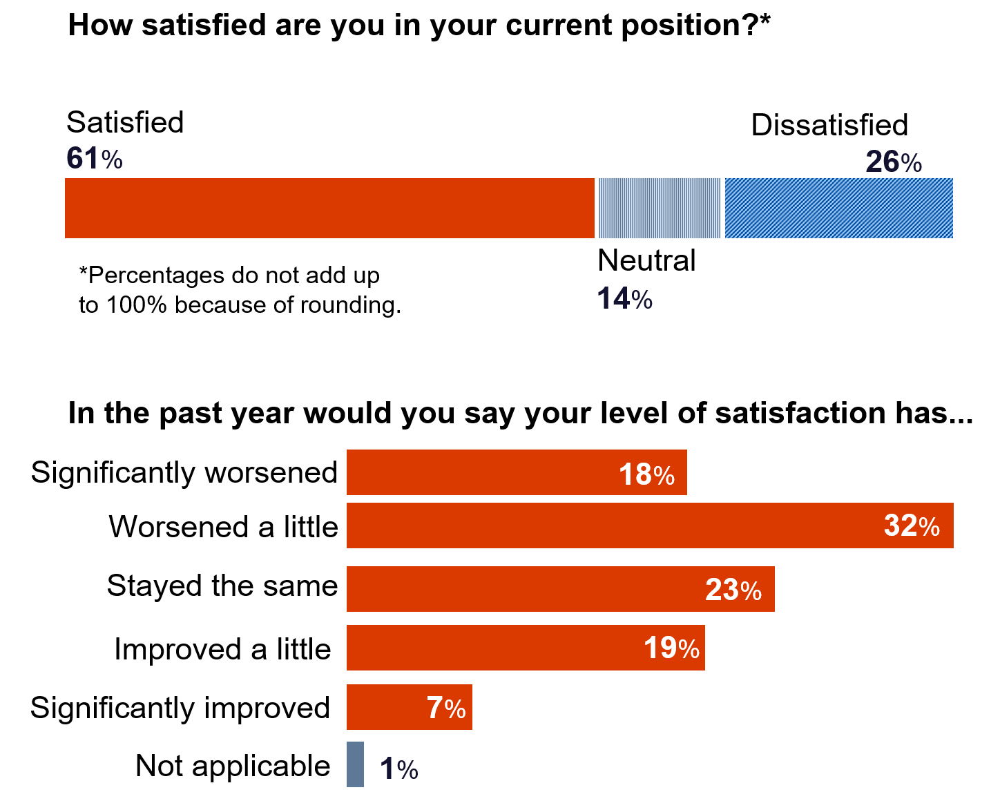 How satisfied are you in your current position?*
Satisfied
61%
Dissatisfied
26%
Neutral
14%
*Percentages do not add up
to 100% because of rounding.
In the past year would you say your level of satisfaction has...
Significantly worsened 18%
Worsened a little 32%
Stayed the same 23%
Improved a little 19%
Significantly improved 7%
Not applicable 1%